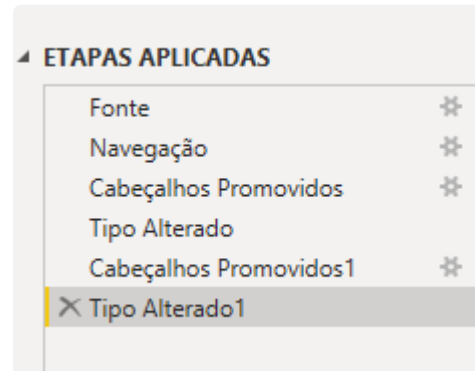 ETAPAS APLICADAS
Fonte
Navegação
Cabeçalhos Promovidos
Tipo Alterado
Cabeçalhos Promovidos1
Tipo Alterado1